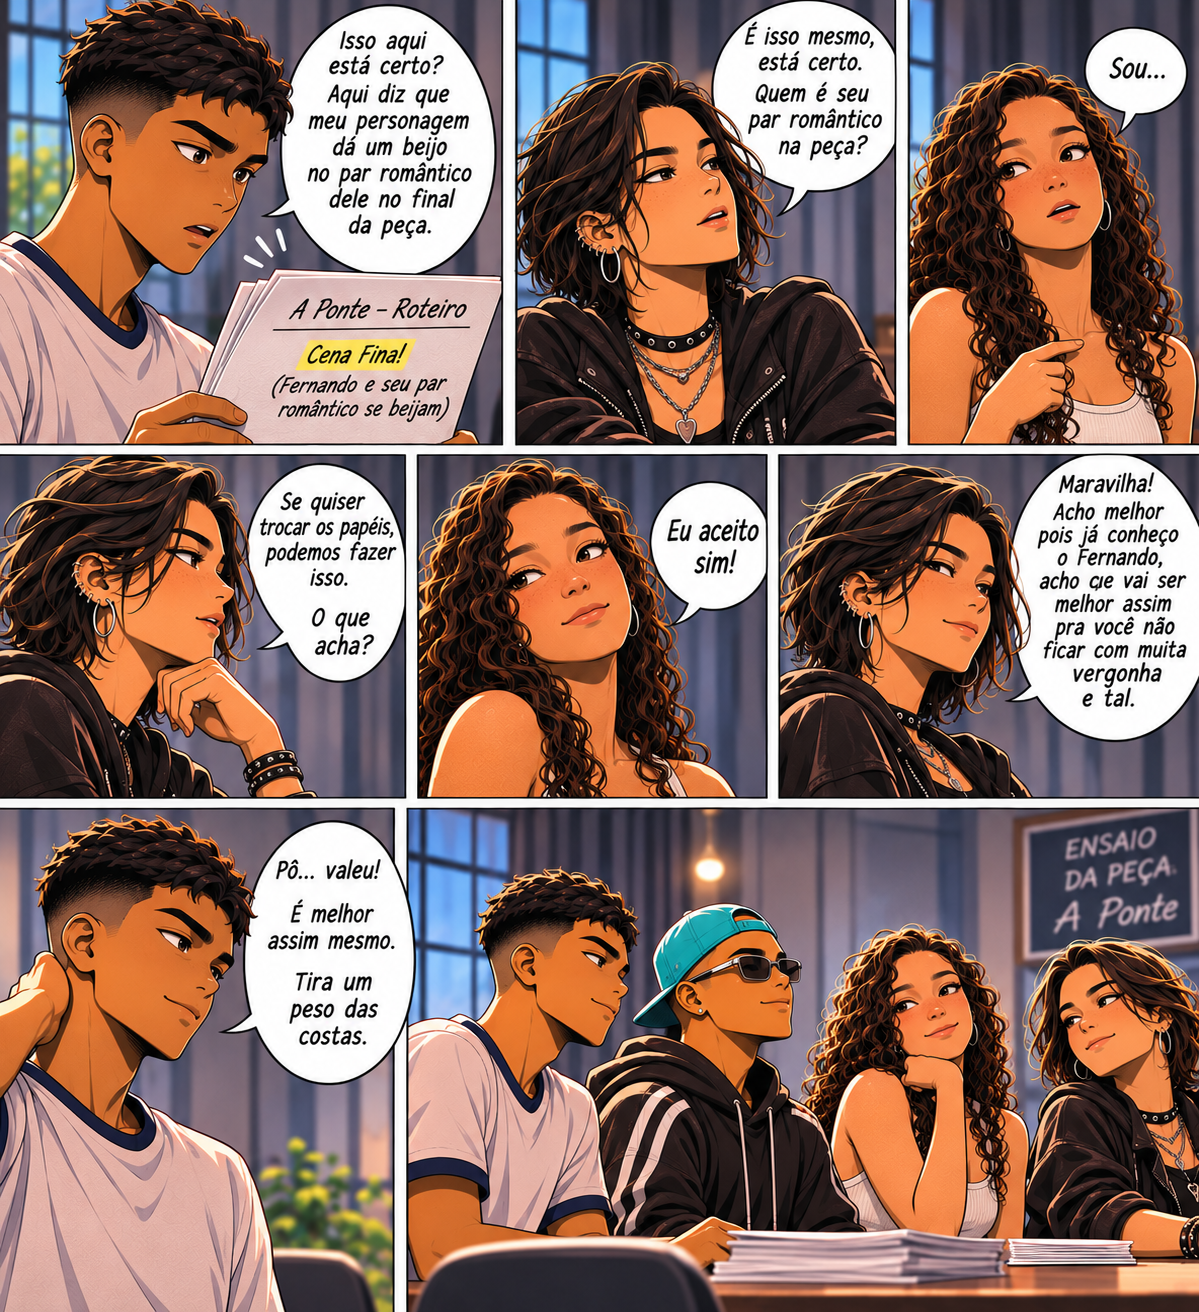 Isso aqui
está certo?
Aqui diz que
meu personagem
dá um beijo
no par romântico
dele no final
da peça.
A Ponte – Roteiro
Cena Fina!
(Fernando e seu par
romântico se beijam)
É isso mesmo,
está certo.
Quem é seu
par romântico
na peça?
Sou...
Se quiser
trocar os papéis,
podemos fazer
isso.
O que
acha?
Eu aceito
sim!
Maravilha!
Acho melhor
pois já conheço
o Fernando,
acho que vai ser
melhor assim
pra você não
ficar com muita
vergonha
e tal.
Pô... valeu!
É melhor
assim mesmo.
Tira um
peso das
costas.
ENSAIO
DA PEÇA.
A Ponte